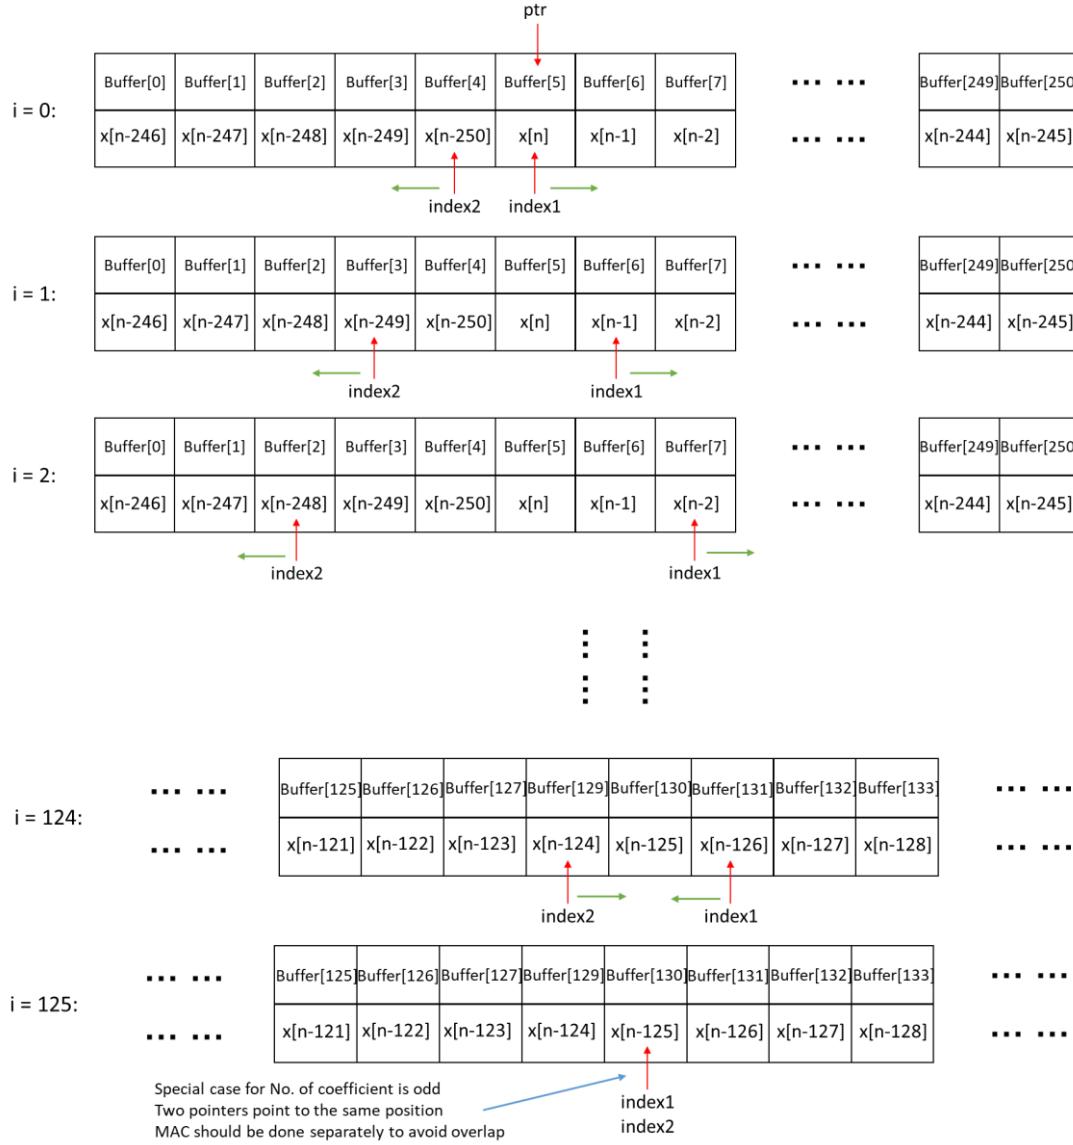 ptr
Buffer[0] Buffer[1] Buffer[2] Buffer[3] Buffer[4] Buffer[5] Buffer[6] Buffer[7] ... ... Buffer[249] Buffer[250
i = 0:
x[n-246] x[n-247] x[n-248] x[n-249] x[n-250] x[n] x[n-1] x[n-2] ... ... x[n-244] x[n-245]
index2 index1
Buffer[0] Buffer[1] Buffer[2] Buffer[3] Buffer[4] Buffer[5] Buffer[6] Buffer[7] ... ... Buffer[249] Buffer[250
i = 1:
x[n-246] x[n-247] x[n-248] x[n-249] x[n-250] x[n] x[n-1] x[n-2] ... ... x[n-244] x[n-245]
index2 index1
Buffer[0] Buffer[1] Buffer[2] Buffer[3] Buffer[4] Buffer[5] Buffer[6] Buffer[7] ... ... Buffer[249] Buffer[250
i = 2:
x[n-246] x[n-247] x[n-248] x[n-249] x[n-250] x[n] x[n-1] x[n-2] ... ... x[n-244] x[n-245]
index2 index1
... ...
... ...
... ... Buffer[125] Buffer[126] Buffer[127] Buffer[129] Buffer[130] Buffer[131] Buffer[132] Buffer[133] ... ...
i = 124:
... ... x[n-121] x[n-122] x[n-123] x[n-124] x[n-125] x[n-126] x[n-127] x[n-128] ... ...
index2 index1
... ... Buffer[125] Buffer[126] Buffer[127] Buffer[129] Buffer[130] Buffer[131] Buffer[132] Buffer[133] ... ...
i = 125:
... ... x[n-121] x[n-122] x[n-123] x[n-124] x[n-125] x[n-126] x[n-127] x[n-128] ... ...
Special case for No. of coefficient is odd
Two pointers point to the same position
MAC should be done separately to avoid overlap
index1
index2